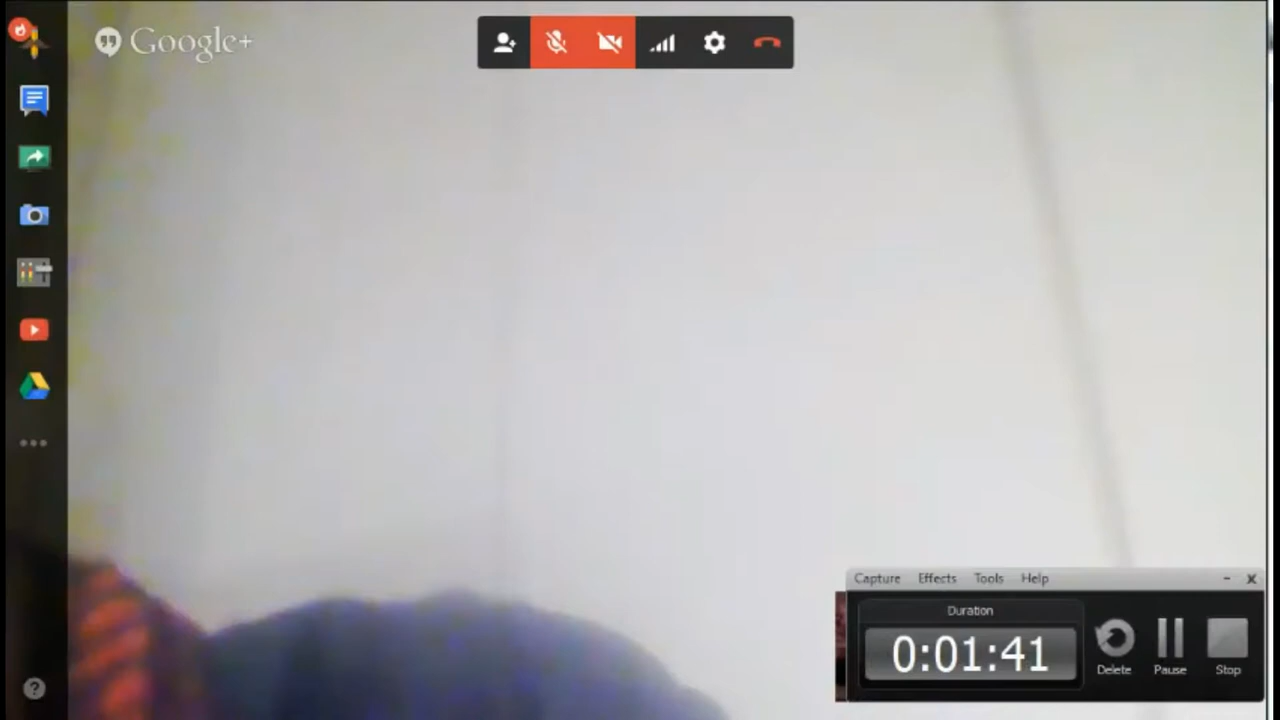 Google+
Capture Effects Tools Help
Duration
0:01:41
Delete Pause Stop